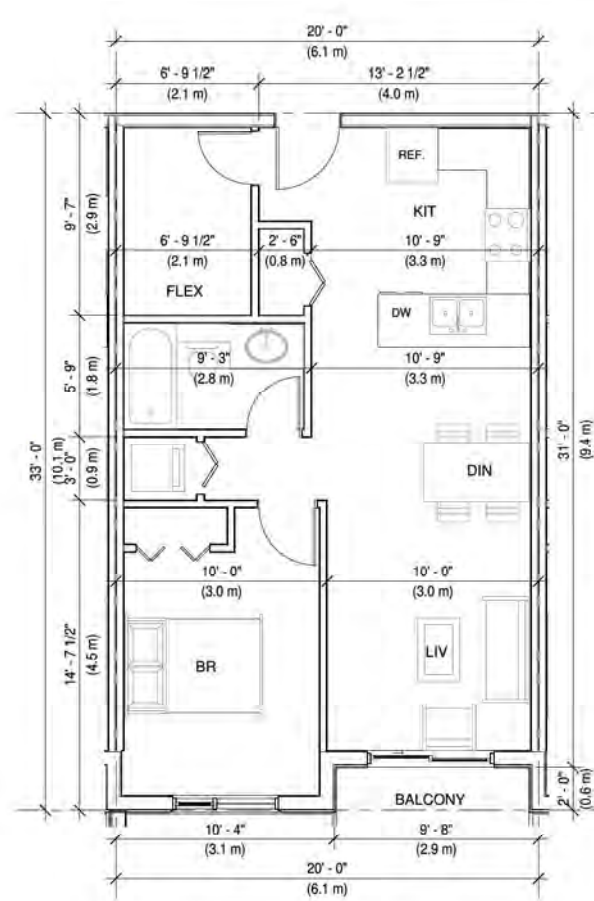 20' - 0"
(6.1 m)
6' - 9 1/2"
(2.1 m)
13' - 2 1/2"
(4.0 m)
REF.
KIT
9' - 7"
(2.9 m)
6' - 9 1/2"
(2.1 m)
2' - 6"
(0.8 m)
10' - 9"
(3.3 m)
FLEX
DW
5' - 9"
(1.8 m)
9' - 3"
(2.8 m)
10' - 9"
(3.3 m)
33' - 0"
(10.1 m)
3' - 0"
(0.9 m)
31' - 0"
(9.4 m)
DIN
10' - 0"
(3.0 m)
10' - 0"
(3.0 m)
14' - 7 1/2"
(4.5 m)
BR
LIV
2' - 0"
(0.6 m)
BALCONY
10' - 4"
(3.1 m)
9' - 8"
(2.9 m)
20' - 0"
(6.1 m)